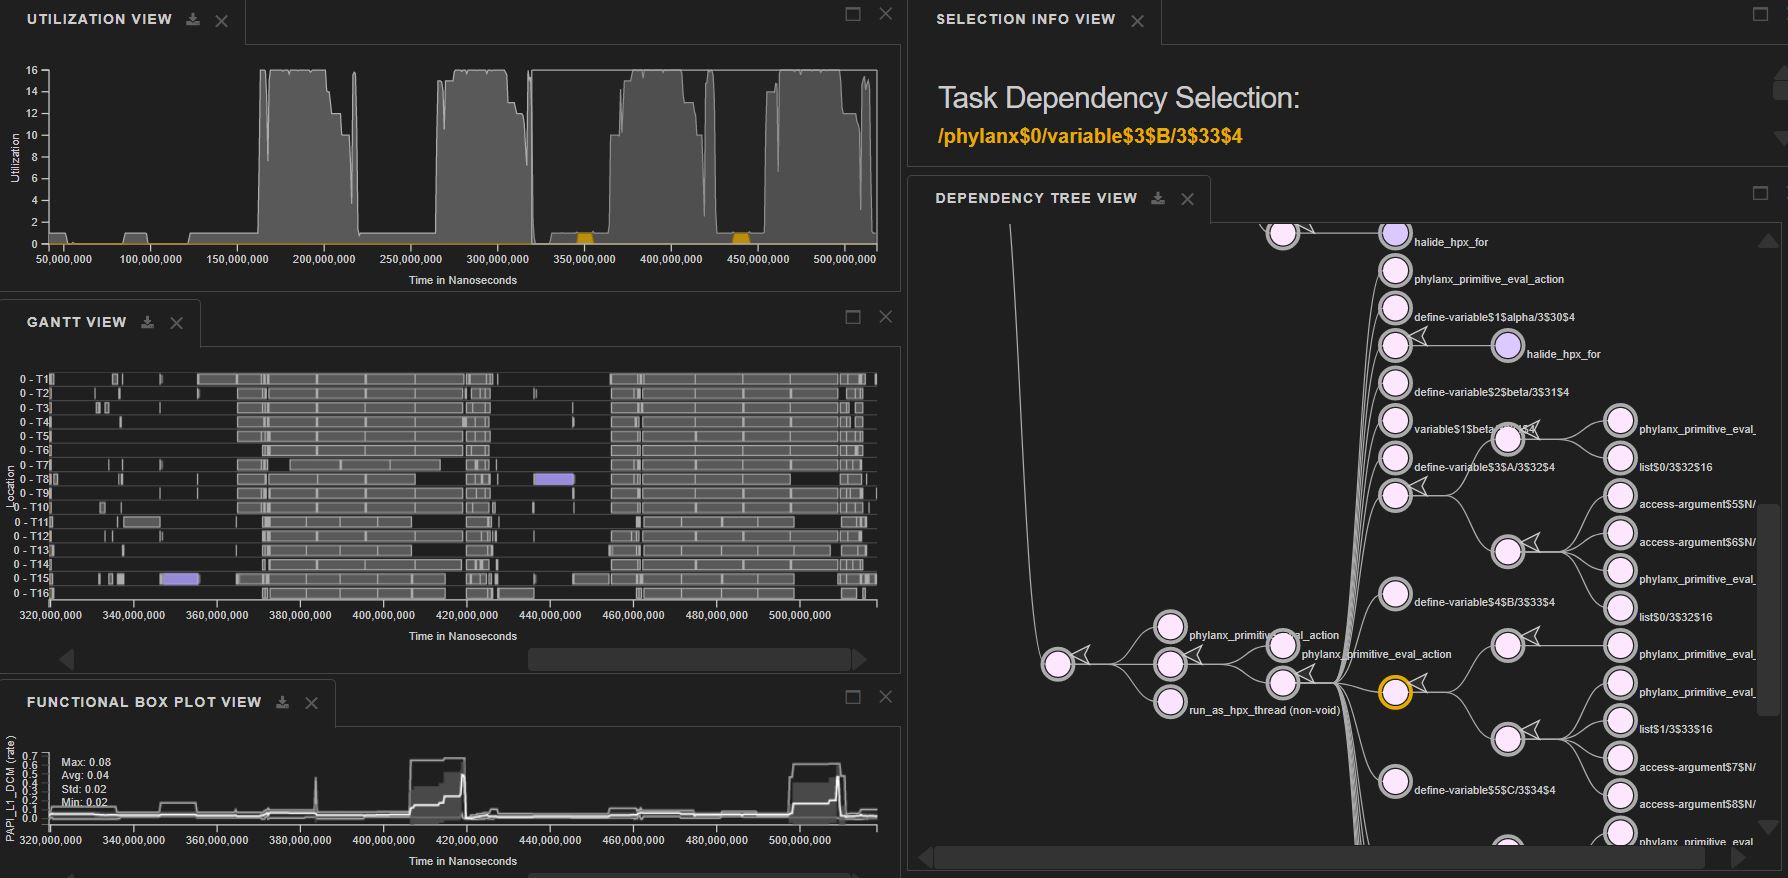 UTILIZATION VIEW
16
14
12
10
8
6
4
2
0
Utilization
50,000,000 100,000,000 150,000,000 200,000,000 250,000,000 300,000,000 350,000,000 400,000,000 450,000,000 500,000,000
Time in Nanoseconds
GANTT VIEW
0 - T1
0 - T2
0 - T3
0 - T4
0 - T5
0 - T6
0 - T7
0 - T8
0 - T9
0 - T10
0 - T11
0 - T12
0 - T13
0 - T14
0 - T15
0 - T16
Location
320,000,000 340,000,000 360,000,000 380,000,000 400,000,000 420,000,000 440,000,000 460,000,000 480,000,000 500,000,000
Time in Nanoseconds
FUNCTIONAL BOX PLOT VIEW
PAPI_L1_DCM (rate)
0.7
0.6
0.5
0.4
0.3
0.2
0.1
0.0
Max: 0.08
Avg: 0.04
Std: 0.02
Min: 0.02
320,000,000 340,000,000 360,000,000 380,000,000 400,000,000 420,000,000 440,000,000 460,000,000 480,000,000 500,000,000
Time in Nanoseconds
SELECTION INFO VIEW
Task Dependency Selection:
/phylanx$0/variable$3$B/3$33$4
DEPENDENCY TREE VIEW
halide_hpx_for
phylanx_primitive_eval_action
define-variable$1$alpha/3$30$4
halide_hpx_for
define-variable$2$beta/3$31$4
variable$1$beta
phylanx_primitive_eval_
define-variable$3$A/3$32$4
list$0/3$32$16
access-argument$5$N/
access-argument$6$N/
phylanx_primitive_eval_
define-variable$4$B/3$33$4
list$0/3$32$16
phylanx_primitive_eval_action
phylanx_primitive_eval_action
phylanx_primitive_eval_
phylanx_primitive_eval_
run_as_hpx_thread (non-void)
list$1/3$33$16
access-argument$7$N/
define-variable$5$C/3$34$4
access-argument$8$N/
phylanx_primitive_eval_